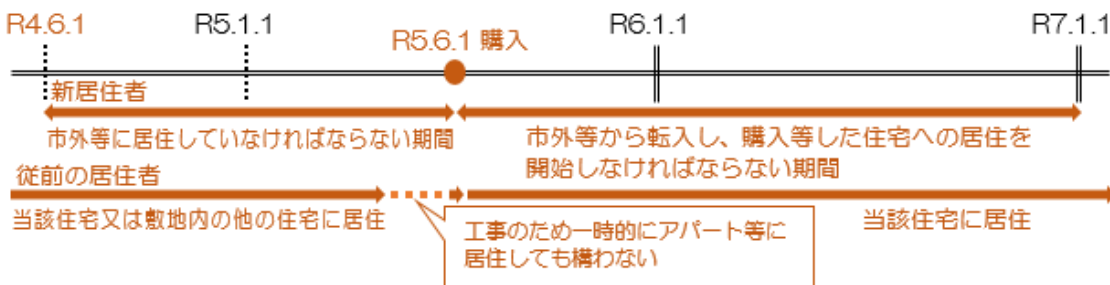 R4.6.1
R5.1.1
R5.6.1 購入
R6.1.1
R7.1.1
新居住者
市外等に居住していなければならない期間
市外等から転入し、購入等した住宅への居住を
開始しなければならない期間
従前の居住者
当該住宅又は敷地内の他の住宅に居住
工事のため一時的にアパート等に
居住しても構わない
当該住宅に居住